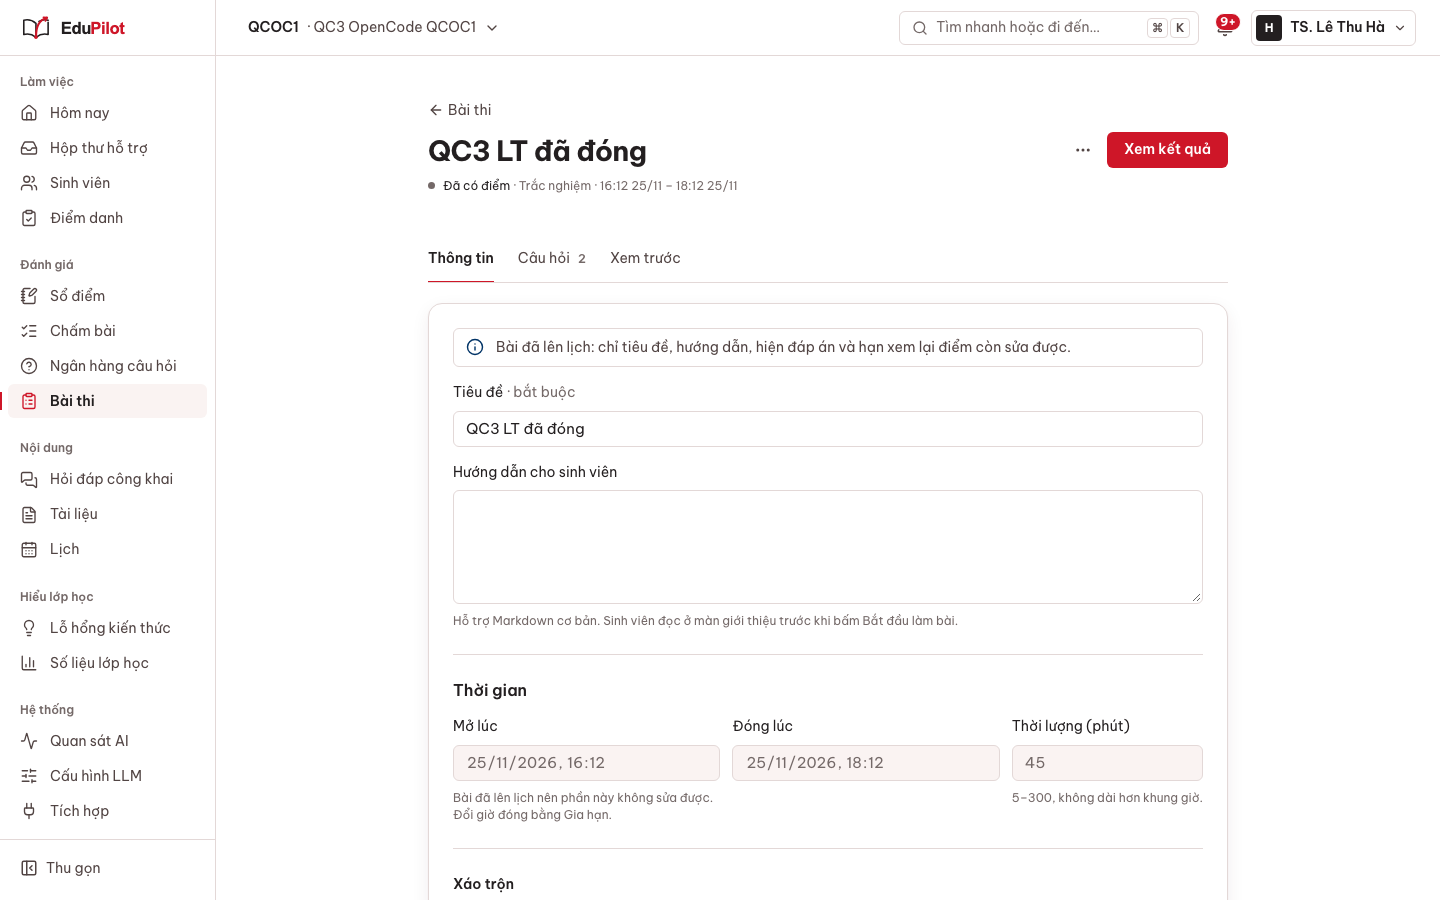 EduPilot
QCOC1 · QC3 OpenCode QCOC1
Tìm nhanh hoặc đi đến...
⌘ K
9+
H
TS. Lê Thu Hà
Làm việc
Hôm nay
Hộp thư hỗ trợ
Sinh viên
Điểm danh
Đánh giá
Sổ điểm
Chấm bài
Ngân hàng câu hỏi
Bài thi
Nội dung
Hỏi đáp công khai
Tài liệu
Lịch
Hiểu lớp học
Lỗ hổng kiến thức
Số liệu lớp học
Hệ thống
Quan sát AI
Cấu hình LLM
Tích hợp
Thu gọn
Bài thi
QC3 LT đã đóng
Xem kết quả
Đã có điểm · Trắc nghiệm · 16:12 25/11 – 18:12 25/11
Thông tin
Câu hỏi 2
Xem trước
Bài đã lên lịch: chỉ tiêu đề, hướng dẫn, hiện đáp án và hạn xem lại điểm còn sửa được.
Tiêu đề · bắt buộc
QC3 LT đã đóng
Hướng dẫn cho sinh viên
Hỗ trợ Markdown cơ bản. Sinh viên đọc ở màn giới thiệu trước khi bấm Bắt đầu làm bài.
Thời gian
Mở lúc
Đóng lúc
Thời lượng (phút)
25/11/2026, 16:12
25/11/2026, 18:12
45
Bài đã lên lịch nên phần này không sửa được.
Đổi giờ đóng bằng Gia hạn.
5–300, không dài hơn khung giờ.
Xáo trộn